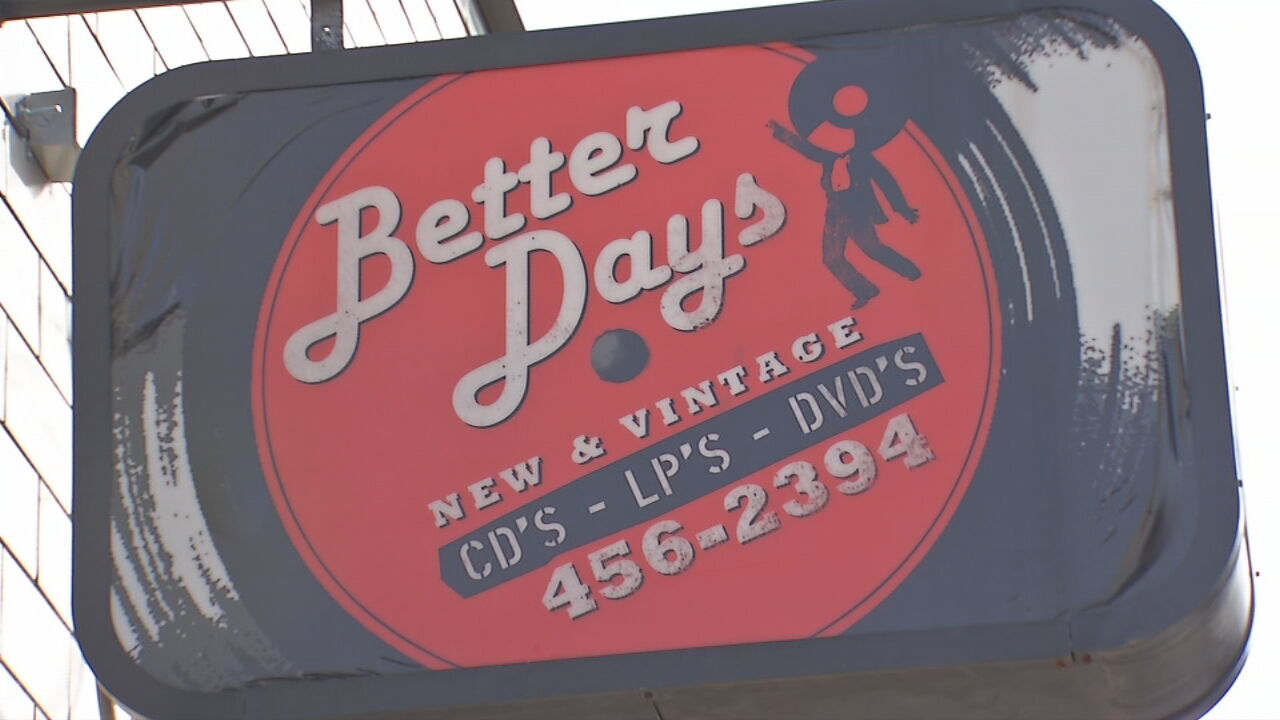 Better
Days
NEW & VINTAGE
CD'S - LP'S - DVD'S
456-2394